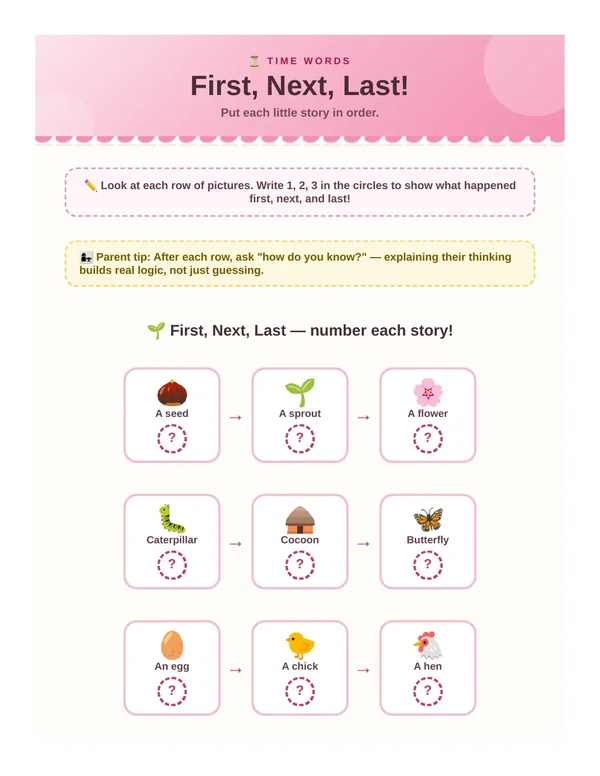 ⏳ TIME WORDS
First, Next, Last!
Put each little story in order.
✏️ Look at each row of pictures. Write 1, 2, 3 in the circles to show what happened
first, next, and last!
Parent tip: After each row, ask "how do you know?" — explaining their thinking
builds real logic, not just guessing.
🌱 First, Next, Last — number each story!
A seed → A sprout → A flower
? ? ?
Caterpillar → Cocoon → Butterfly
? ? ?
An egg → A chick → A hen
? ? ?